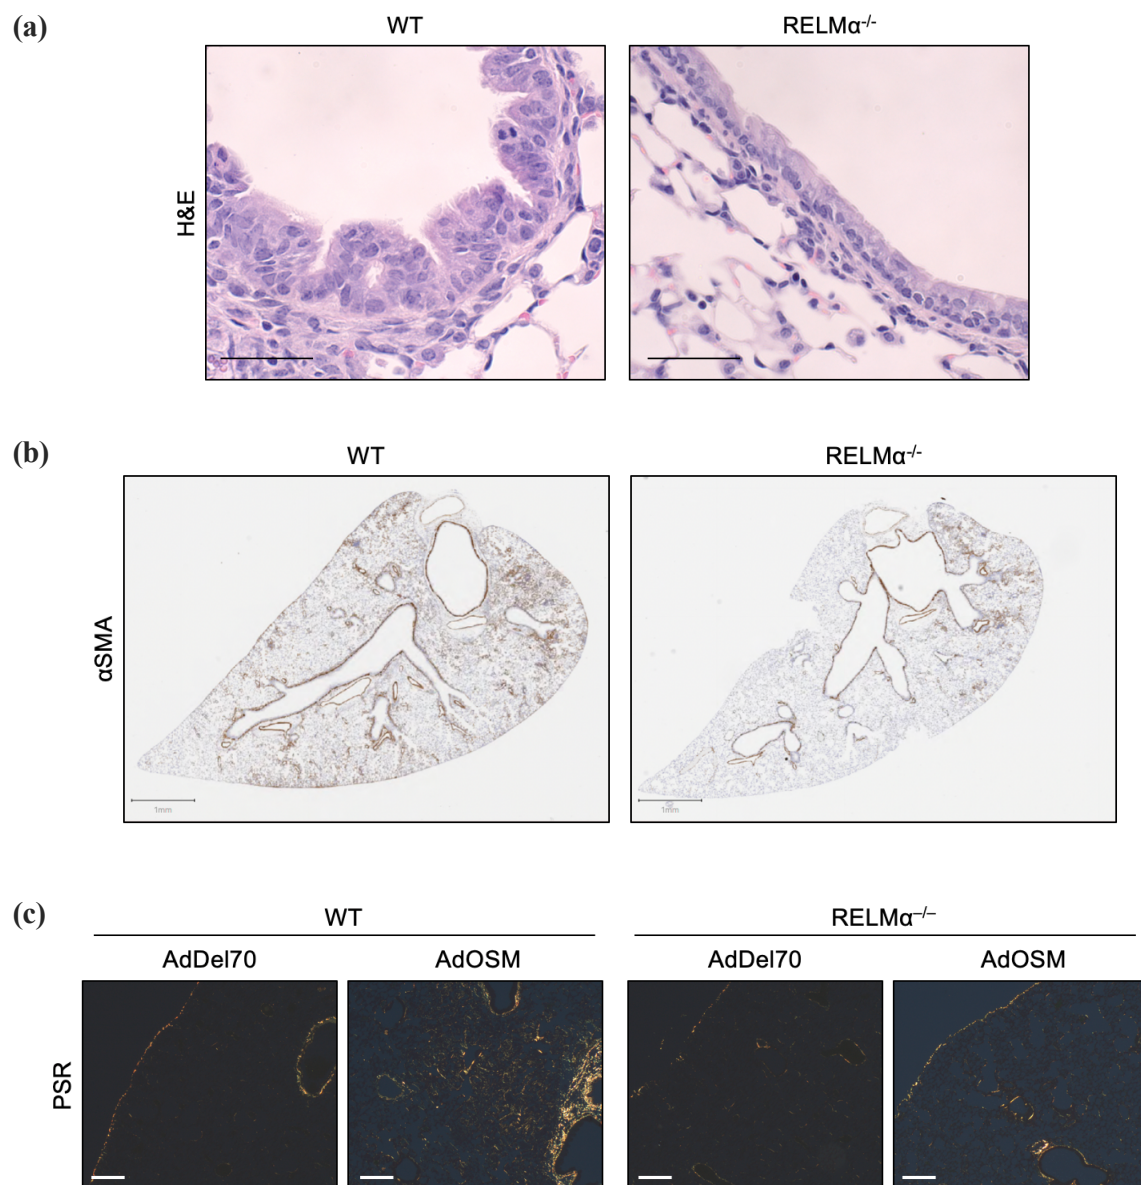 (a)
WT
RELMα-/-
H&E
(b)
WT
RELMα-/-
αSMA
1mm
1mm
(c)
WT
RELMα–/–
AdDel70
AdOSM
AdDel70
AdOSM
PSR